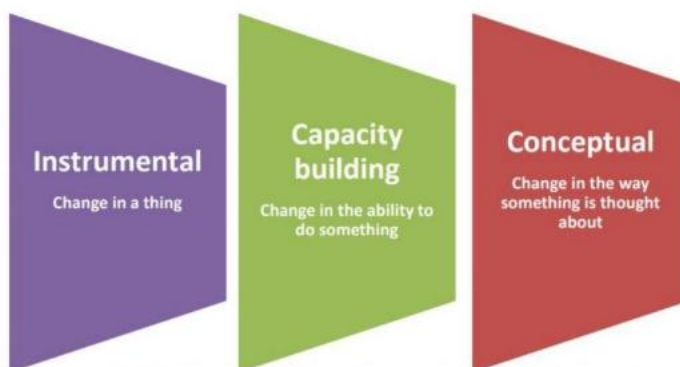 Instrumental
Change in a thing
Capacity
building
Change in the ability to
do something
Conceptual
Change in the way
something is thought
about